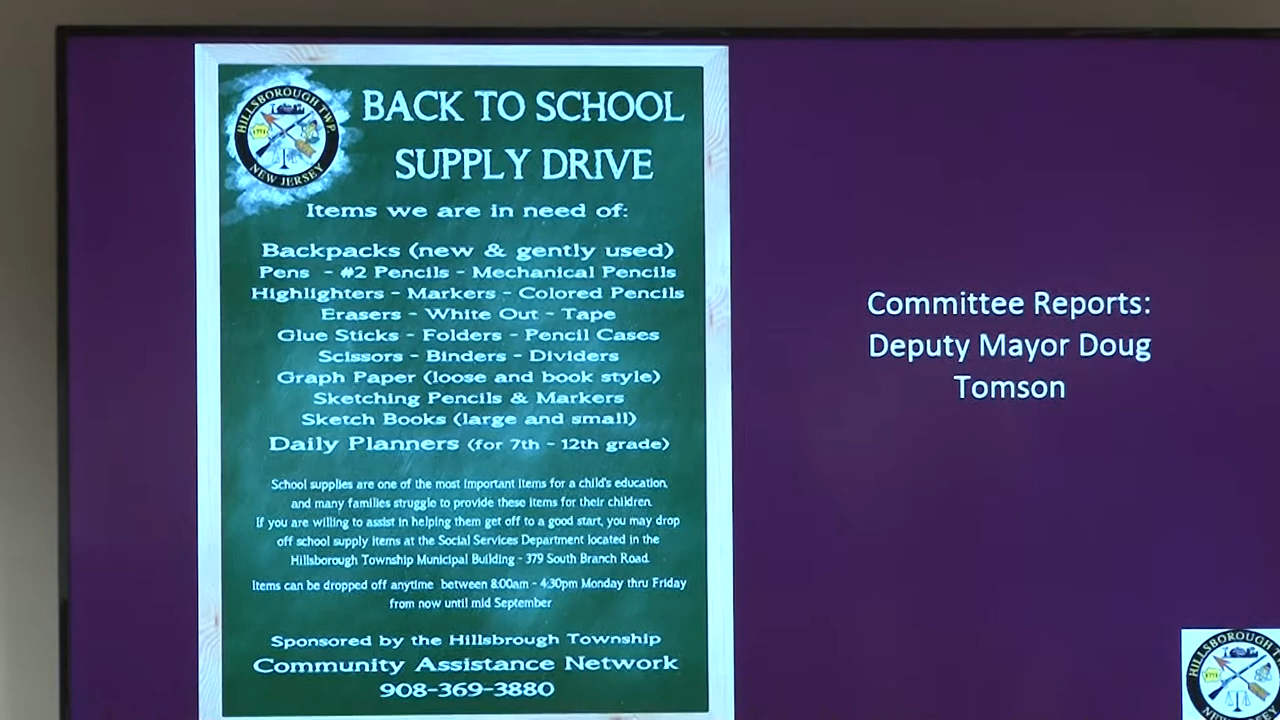 HILLSBOROUGH TWP.
1771
NEW JERSEY
BACK TO SCHOOL
SUPPLY DRIVE
Items we are in need of:
Backpacks (new & gently used)
Pens - #2 Pencils - Mechanical Pencils
Highlighters - Markers - Colored Pencils
Erasers - White Out - Tape
Glue Sticks - Folders - Pencil Cases
Scissors - Binders - Dividers
Graph Paper (loose and book style)
Sketching Pencils & Markers
Sketch Books (large and small)
Daily Planners (for 7th - 12th grade)
School supplies are one of the most important items for a child's education,
and many families struggle to provide these items for their children.
If you are willing to assist in helping them get off to a good start, you may drop
off school supply items at the Social Services Department located in the
Hillsborough Township Municipal Building - 379 South Branch Road.
Items can be dropped off anytime between 8:00am - 4:30pm Monday thru Friday
from now until mid September
Sponsored by the Hillsbrough Township
Community Assistance Network
908-369-3880
Committee Reports:
Deputy Mayor Doug
Tomson
HILLSBOROUGH TWP.
1771